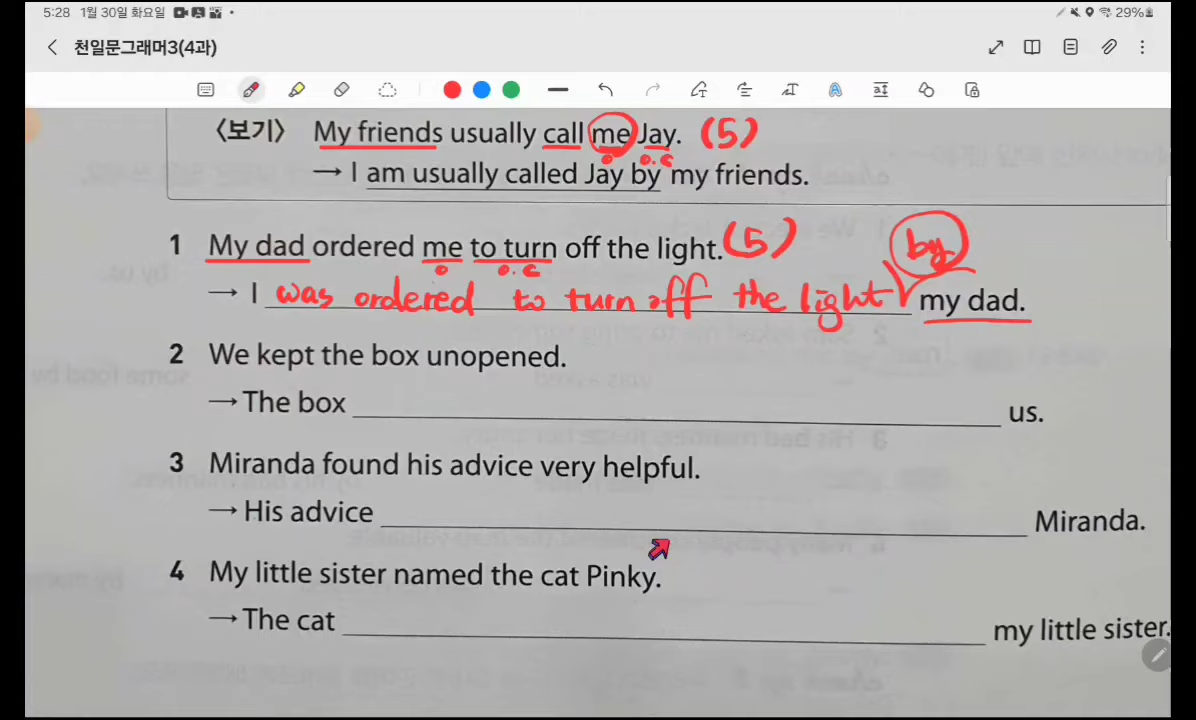 5:28 1월 30일 화요일 29%
천일문그래머3(4과)
〈보기〉 My friends usually call me Jay. (5)
o o.c
→ I am usually called Jay by my friends.
1 My dad ordered me to turn off the light. (5) by
o o.c
→ I was ordered to turn off the light my dad.
2 We kept the box unopened.
→ The box us.
3 Miranda found his advice very helpful.
→ His advice Miranda.
4 My little sister named the cat Pinky.
→ The cat my little sister.